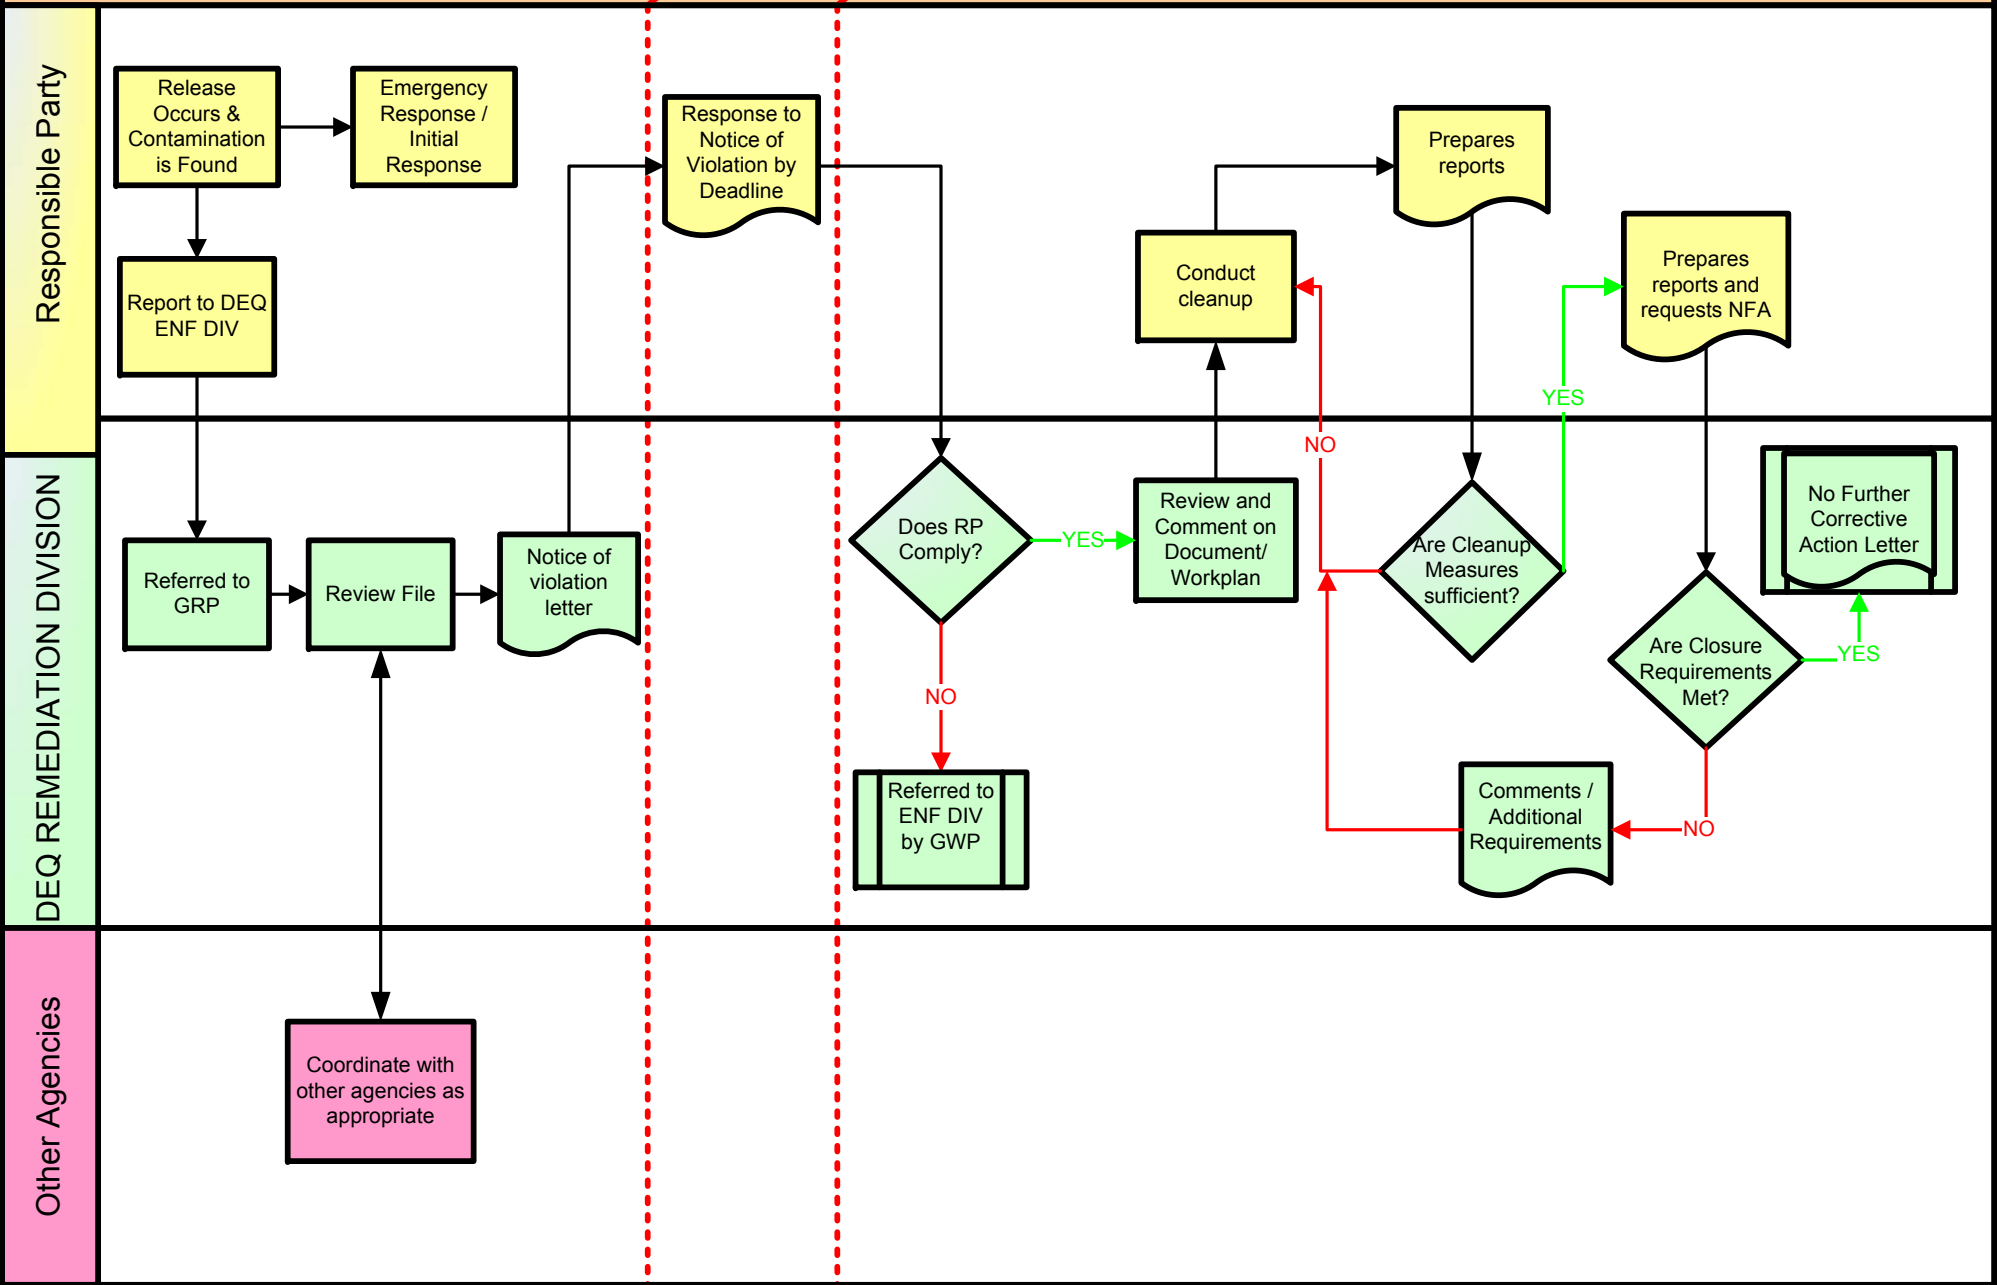 Responsible Party
Release
Occurs &
Contamination
is Found
Emergency
Response /
Initial
Response
Report to DEQ
ENF DIV
Response to
Notice of
Violation by
Deadline
Conduct
cleanup
Prepares
reports
Prepares
reports and
requests NFA
YES
NO
DEQ REMEDIATION DIVISION
Referred to
GRP
Review File
Notice of
violation
letter
Does RP
Comply?
YES
NO
Referred to
ENF DIV
by GWP
Review and
Comment on
Document/
Workplan
Are Cleanup
Measures
sufficient?
Are Closure
Requirements
Met?
YES
No Further
Corrective
Action Letter
NO
Comments /
Additional
Requirements
Other Agencies
Coordinate with
other agencies as
appropriate